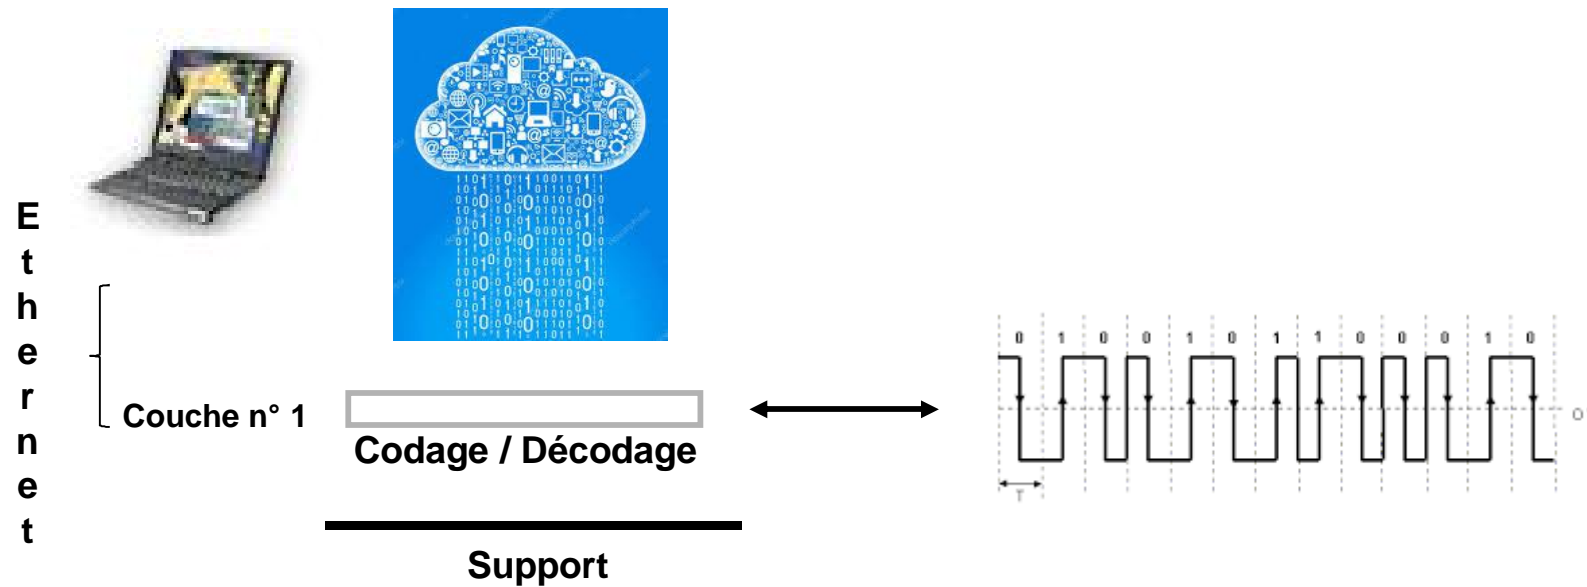 Ethernet
Couche n° 1
Codage / Décodage
Support
0 1 0 0 1 0 1 1 0 0 0 1 0
0
T